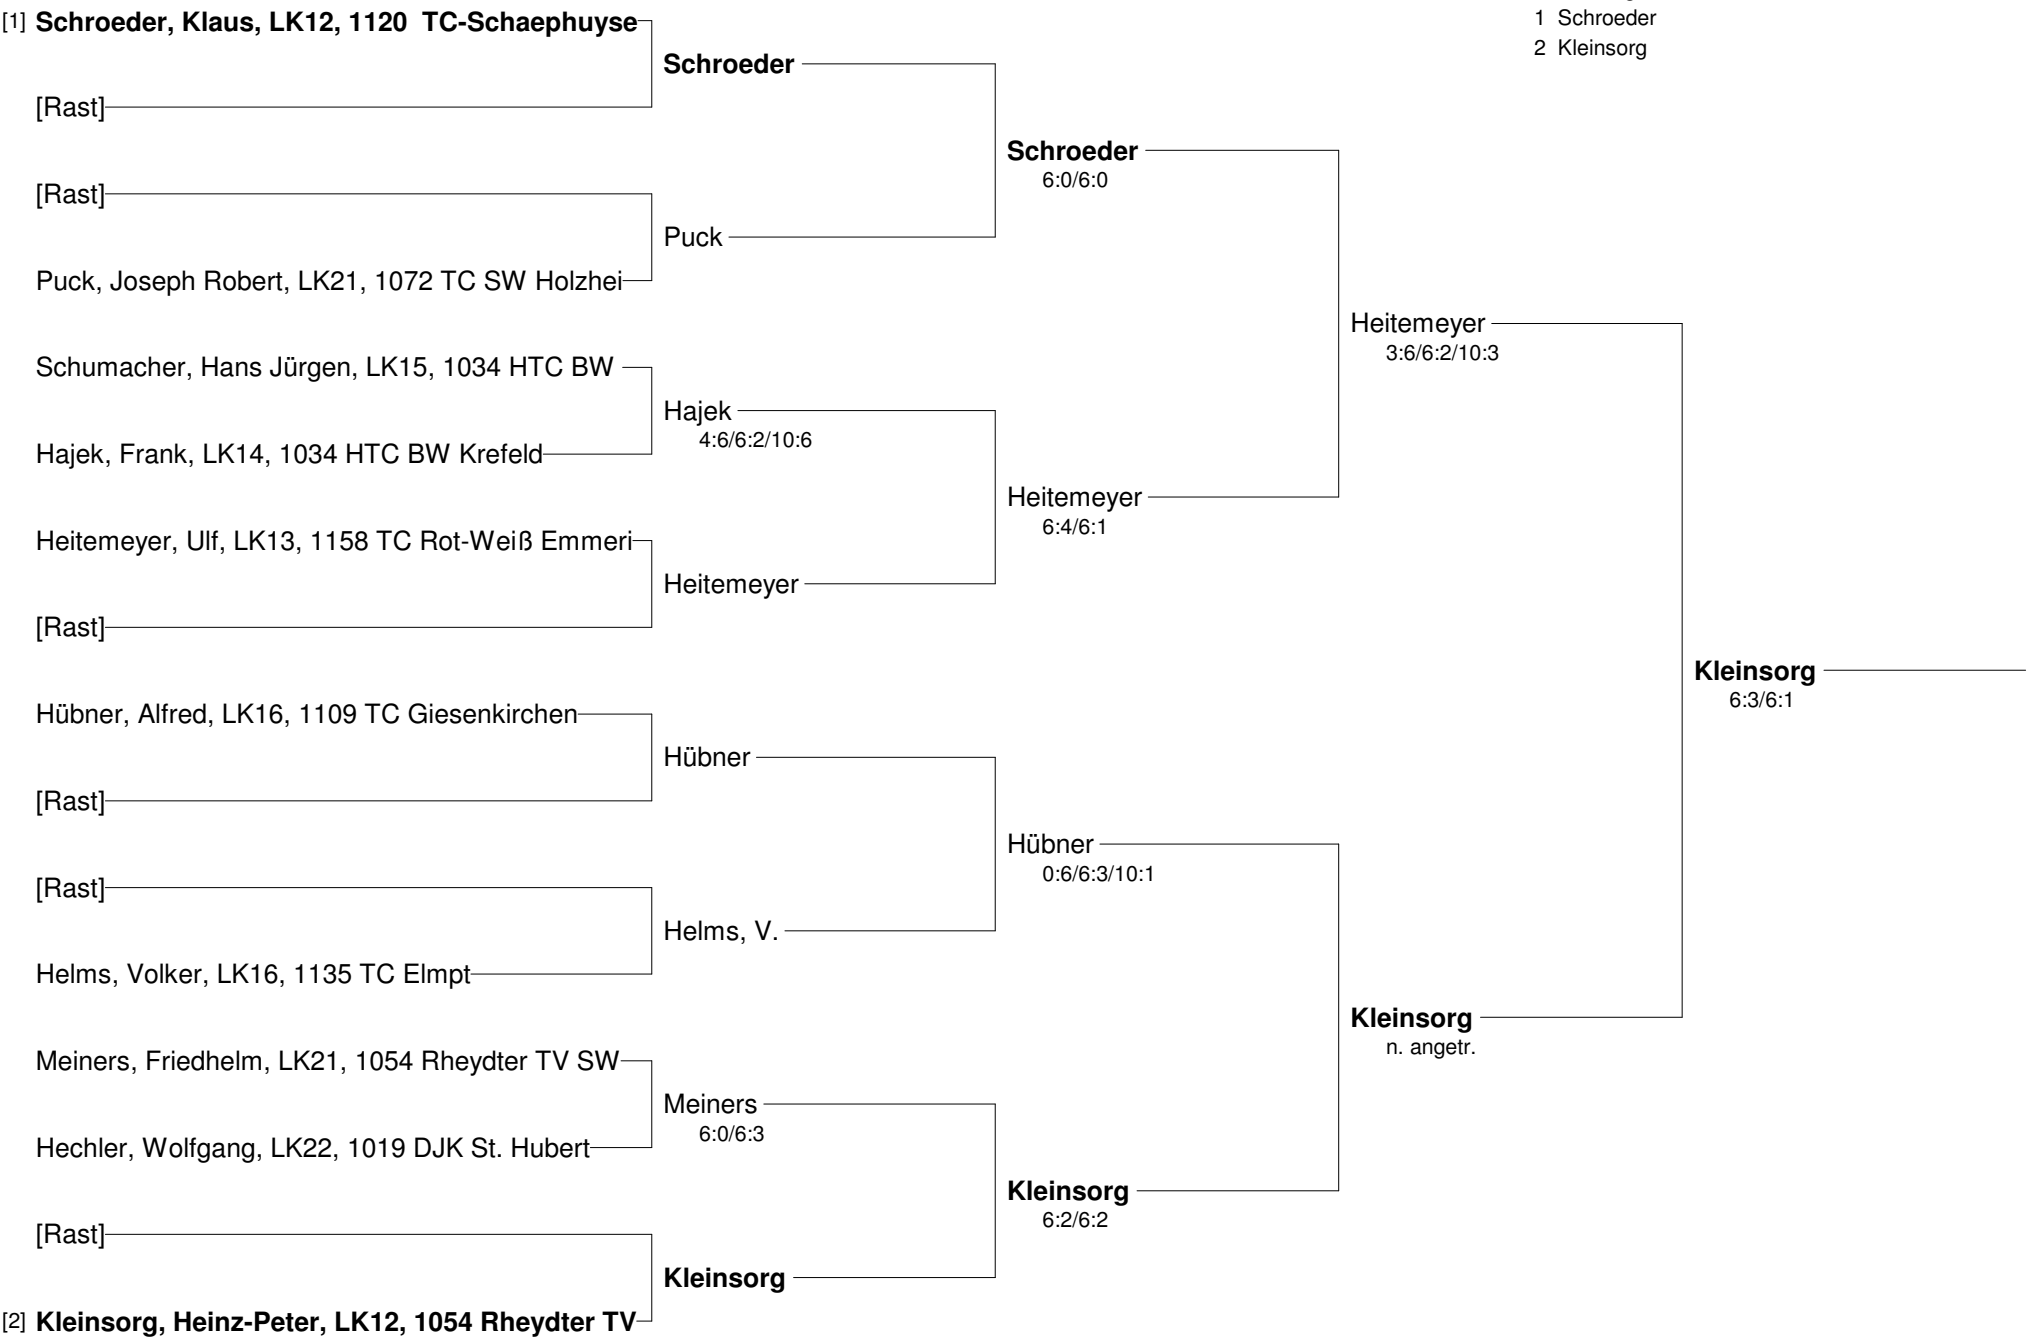 [1] Schroeder, Klaus, LK12, 1120 TC-Schaephuyse
1 Schroeder
2 Kleinsorg
Schroeder
[Rast]
Schroeder
6:0/6:0
[Rast]
Puck
Puck, Joseph Robert, LK21, 1072 TC SW Holzhei
Heitemeyer
3:6/6:2/10:3
Schumacher, Hans Jürgen, LK15, 1034 HTC BW
Hajek
4:6/6:2/10:6
Hajek, Frank, LK14, 1034 HTC BW Krefeld
Heitemeyer
6:4/6:1
Heitemeyer, Ulf, LK13, 1158 TC Rot-Weiß Emmeri
Heitemeyer
[Rast]
Kleinsorg
6:3/6:1
Hübner, Alfred, LK16, 1109 TC Giesenkirchen
Hübner
[Rast]
Hübner
0:6/6:3/10:1
[Rast]
Helms, V.
Helms, Volker, LK16, 1135 TC Elmpt
Kleinsorg
n. angetr.
Meiners, Friedhelm, LK21, 1054 Rheydter TV SW
Meiners
6:0/6:3
Hechler, Wolfgang, LK22, 1019 DJK St. Hubert
Kleinsorg
6:2/6:2
[Rast]
Kleinsorg
[2] Kleinsorg, Heinz-Peter, LK12, 1054 Rheydter TV